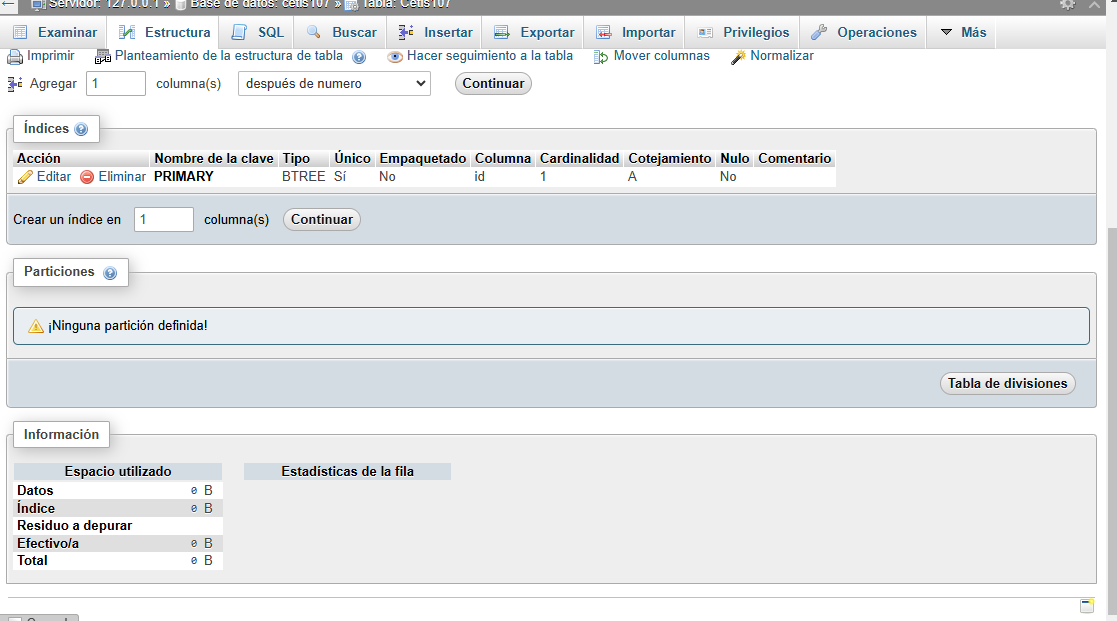 Servidor: 127.0.0.1 » Base de datos: cetis107 » Tabla: Cetis107
Examinar Estructura SQL Buscar Insertar Exportar Importar Privilegios Operaciones Más
Imprimir Planteamiento de la estructura de tabla Hacer seguimiento a la tabla Mover columnas Normalizar
Agregar 1 columna(s) después de numero Continuar
Índices
Acción Nombre de la clave Tipo Único Empaquetado Columna Cardinalidad Cotejamiento Nulo Comentario
Editar Eliminar PRIMARY BTREE Sí No id 1 A No
Crear un índice en 1 columna(s) Continuar
Particiones
¡Ninguna partición definida!
Tabla de divisiones
Información
Espacio utilizado Estadísticas de la fila
Datos 0 B
Índice 0 B
Residuo a depurar
Efectivo/a 0 B
Total 0 B